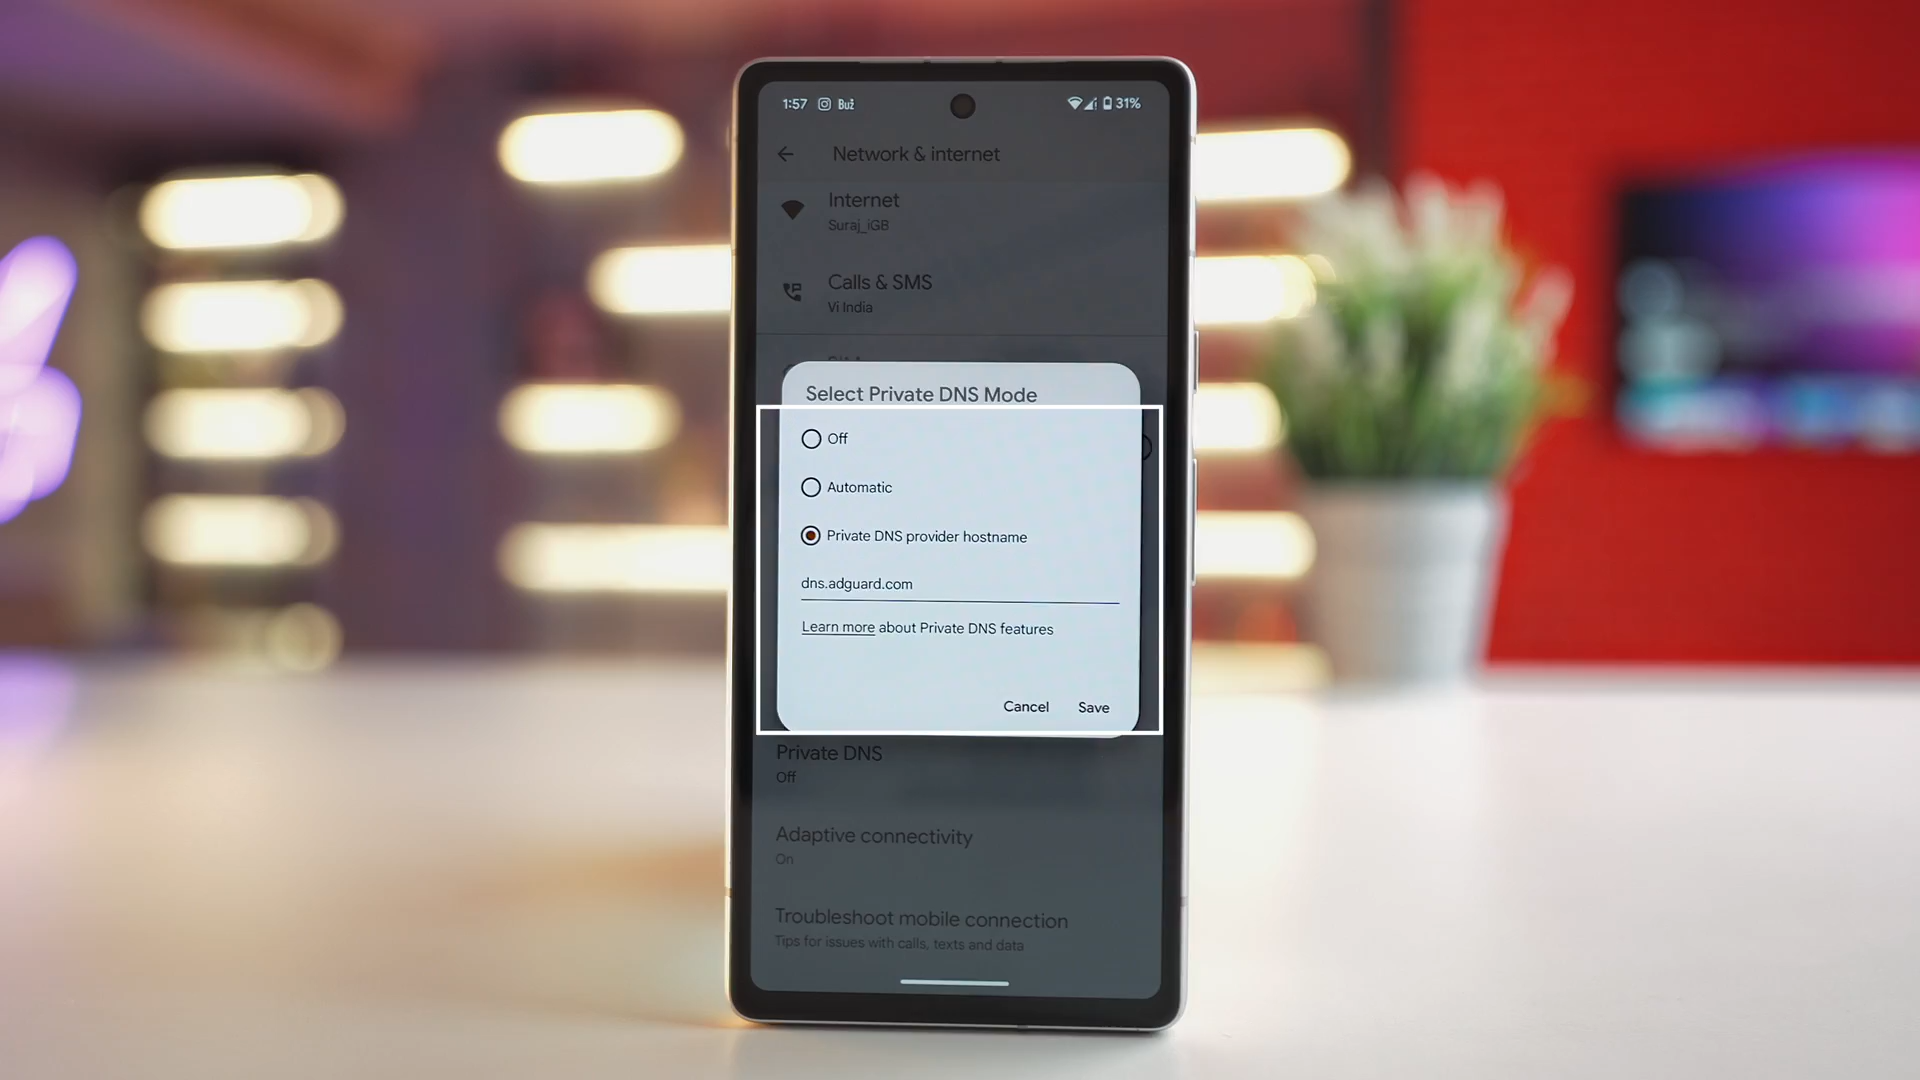 1:57 Buż 31%
Network & internet
Internet
Suraj_iGB
Calls & SMS
Vi India
Select Private DNS Mode
Off
Automatic
Private DNS provider hostname
dns.adguard.com
Learn more about Private DNS features
Cancel Save
Private DNS
Off
Adaptive connectivity
On
Troubleshoot mobile connection
Tips for issues with calls, texts and data